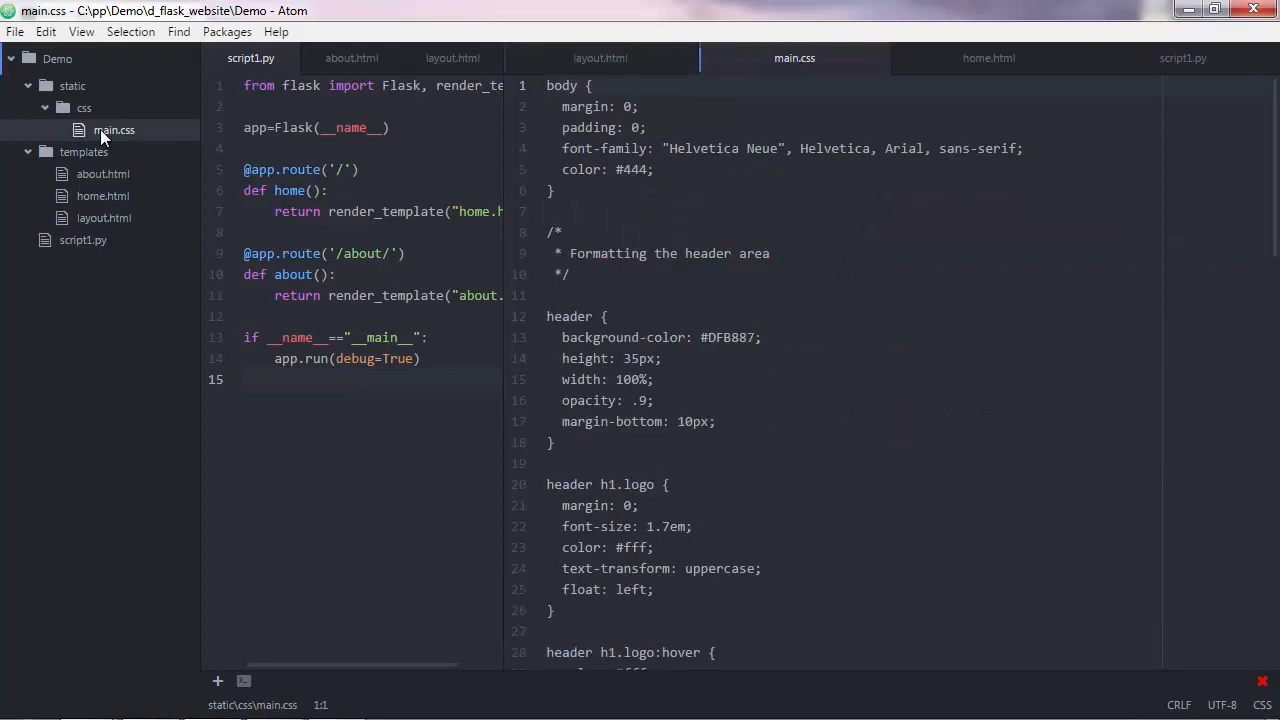 main.css - C:\pp\Demo\d_flask_website\Demo - Atom
File Edit View Selection Find Packages Help
Demo
static
css
main.css
templates
about.html
home.html
layout.html
script1.py
script1.py about.html layout.html
1 from flask import Flask, render_te
2
3 app=Flask(__name__)
4
5 @app.route('/')
6 def home():
7 return render_template("home.h
8
9 @app.route('/about/')
10 def about():
11 return render_template("about.
12
13 if __name__=="__main__":
14 app.run(debug=True)
15
layout.html main.css home.html script1.py
1 body {
2 margin: 0;
3 padding: 0;
4 font-family: "Helvetica Neue", Helvetica, Arial, sans-serif;
5 color: #444;
6 }
7
8 /*
9 * Formatting the header area
10 */
11
12 header {
13 background-color: #DFB887;
14 height: 35px;
15 width: 100%;
16 opacity: .9;
17 margin-bottom: 10px;
18 }
19
20 header h1.logo {
21 margin: 0;
22 font-size: 1.7em;
23 color: #fff;
24 text-transform: uppercase;
25 float: left;
26 }
27
28 header h1.logo:hover {
static\css\main.css 1:1 CRLF UTF-8 CSS